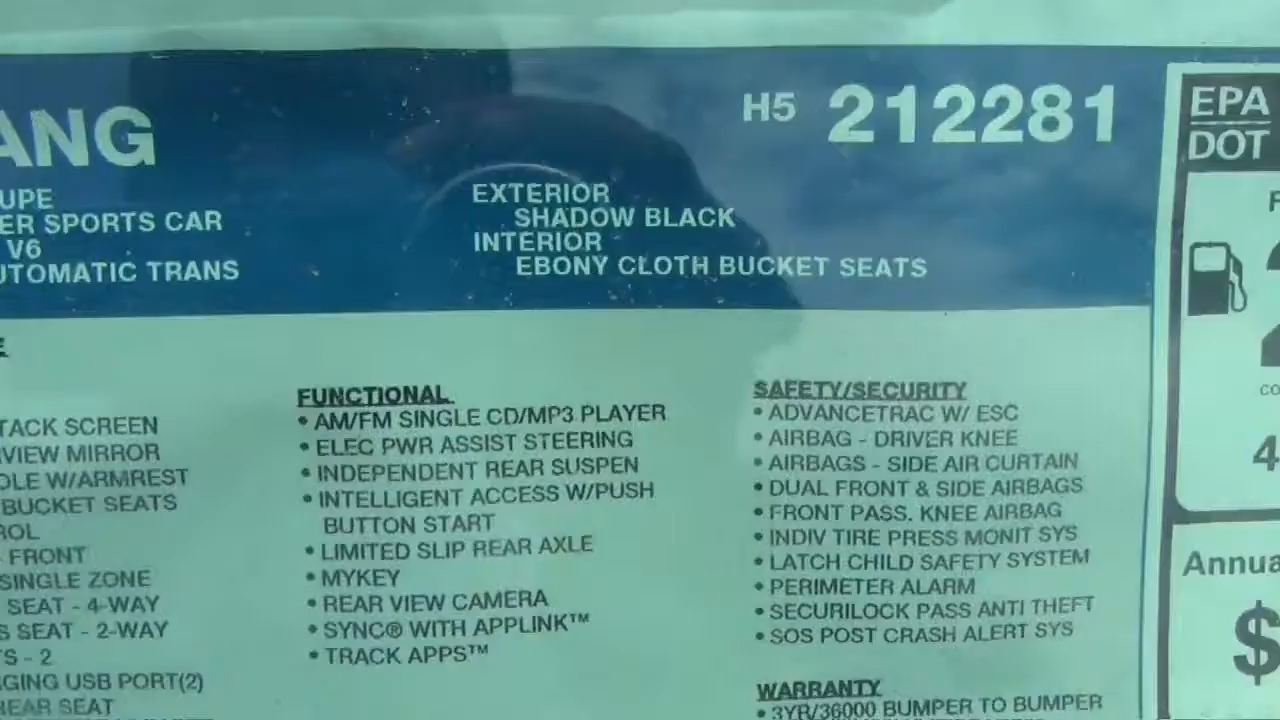 ANG
H5 212281
UPE
ER SPORTS CAR
V6
UTOMATIC TRANS
EXTERIOR
SHADOW BLACK
INTERIOR
EBONY CLOTH BUCKET SEATS
EPA
DOT
E
TACK SCREEN
VIEW MIRROR
OLE W/ARMREST
BUCKET SEATS
ROL
- FRONT
SINGLE ZONE
SEAT - 4-WAY
S SEAT - 2-WAY
TS - 2
GING USB PORT(2)
REAR SEAT
FUNCTIONAL
• AM/FM SINGLE CD/MP3 PLAYER
• ELEC PWR ASSIST STEERING
• INDEPENDENT REAR SUSPEN
• INTELLIGENT ACCESS W/PUSH
BUTTON START
• LIMITED SLIP REAR AXLE
• MYKEY
• REAR VIEW CAMERA
• SYNC® WITH APPLINK™
• TRACK APPS™
SAFETY/SECURITY
• ADVANCETRAC W/ ESC
• AIRBAG - DRIVER KNEE
• AIRBAGS - SIDE AIR CURTAIN
• DUAL FRONT & SIDE AIRBAGS
• FRONT PASS. KNEE AIRBAG
• INDIV TIRE PRESS MONIT SYS
• LATCH CHILD SAFETY SYSTEM
• PERIMETER ALARM
• SECURILOCK PASS ANTI THEFT
• SOS POST CRASH ALERT SYS
WARRANTY
• 3YR/36000 BUMPER TO BUMPER
F
co
4
Annua
$